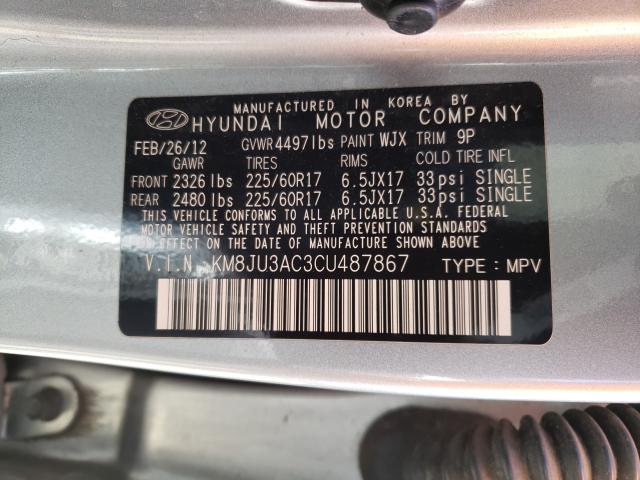 MANUFACTURED IN KOREA BY
HYUNDAI MOTOR COMPANY
FEB/26/12 GVWR 4497lbs PAINT WJX TRIM 9P
GAWR TIRES RIMS COLD TIRE INFL
FRONT 2326 lbs 225/60R17 6.5JX17 33psi SINGLE
REAR 2480 lbs 225/60R17 6.5JX17 33psi SINGLE
THIS VEHICLE CONFORMS TO ALL APPLICABLE U.S.A. FEDERAL
MOTOR VEHICLE SAFETY AND THEFT PREVENTION STANDARDS
IN EFFECT ON THE DATE OF MANUFACTURE SHOWN ABOVE.
V.I.N. KM8JU3AC3CU487867 TYPE : MPV